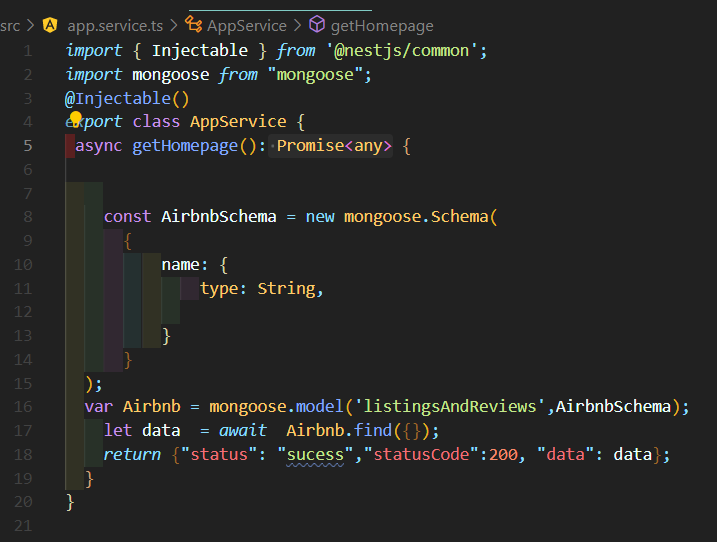 src > app.service.ts > AppService > getHomepage
1 import { Injectable } from '@nestjs/common';
2 import mongoose from "mongoose";
3 @Injectable()
4 export class AppService {
5 async getHomepage(): Promise<any> {
6
7
8 const AirbnbSchema = new mongoose.Schema(
9 {
10 name: {
11 type: String,
12
13 }
14 }
15 );
16 var Airbnb = mongoose.model('listingsAndReviews',AirbnbSchema);
17 let data = await Airbnb.find({});
18 return {"status": "sucess","statusCode":200, "data": data};
19 }
20 }
21